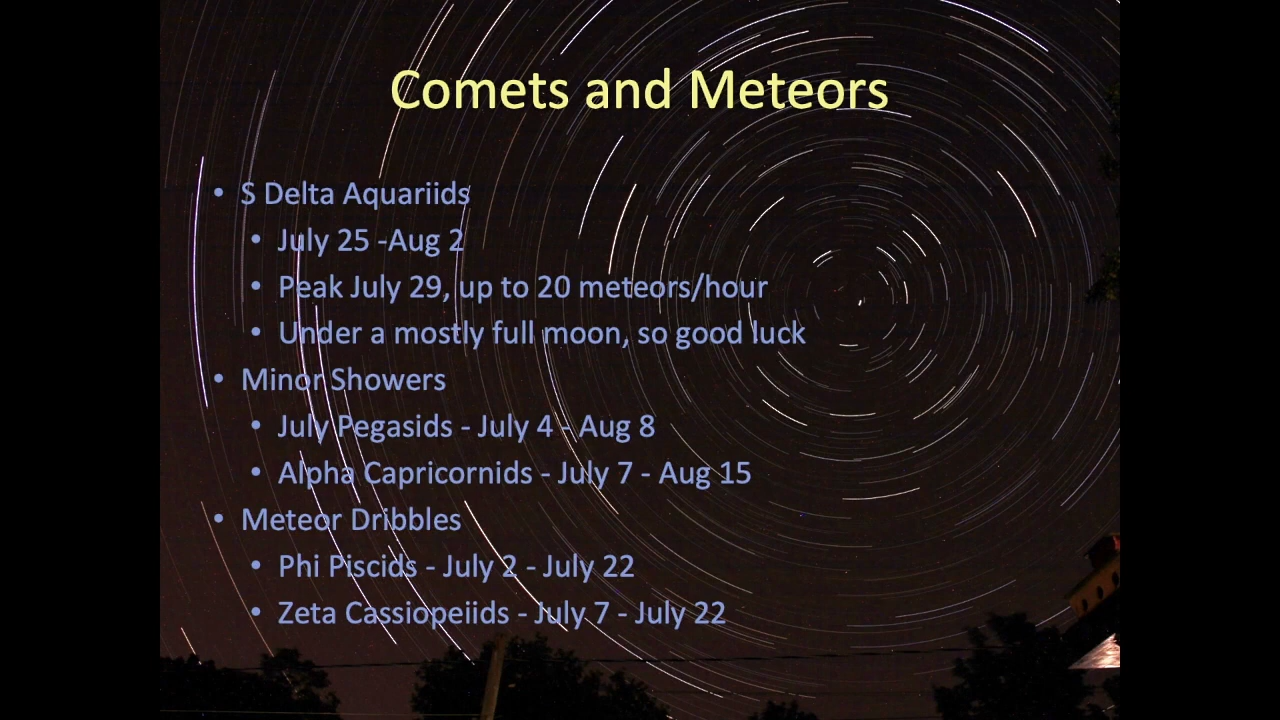 Comets and Meteors
• S Delta Aquariids
• July 25 -Aug 2
• Peak July 29, up to 20 meteors/hour
• Under a mostly full moon, so good luck
• Minor Showers
• July Pegasids - July 4 - Aug 8
• Alpha Capricornids - July 7 - Aug 15
• Meteor Dribbles
• Phi Piscids - July 2 - July 22
• Zeta Cassiopeiids - July 7 - July 22